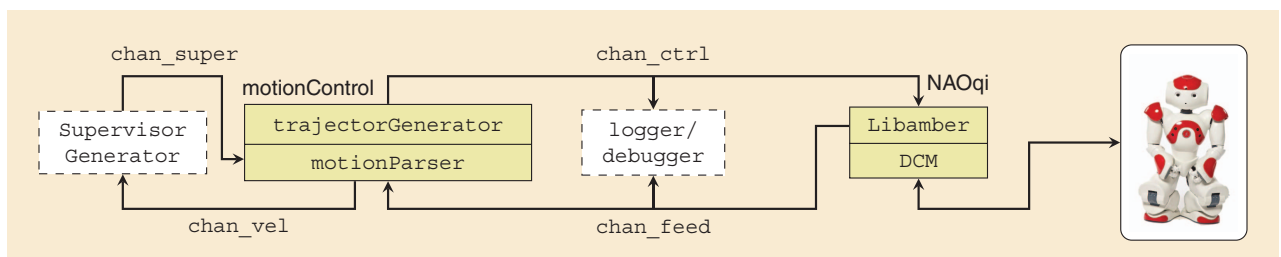 chan_super
chan_ctrl
motionControl
NAOqi
Supervisor
Generator
trajectorGenerator
motionParser
logger/
debugger
Libamber
DCM
chan_vel
chan_feed